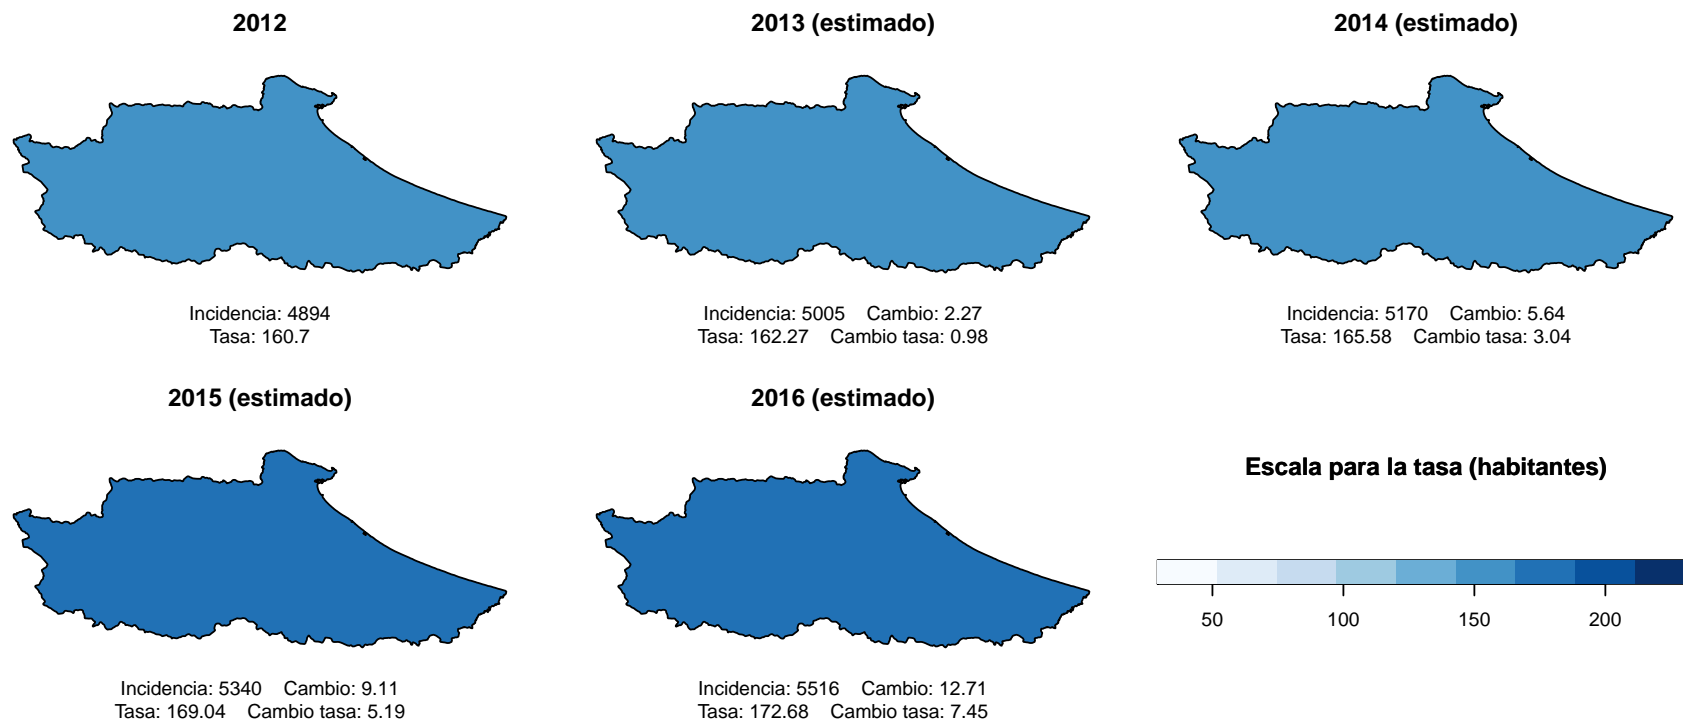 2012
Incidencia: 4894
Tasa: 160.7
2013 (estimado)
Incidencia: 5005 Cambio: 2.27
Tasa: 162.27 Cambio tasa: 0.98
2014 (estimado)
Incidencia: 5170 Cambio: 5.64
Tasa: 165.58 Cambio tasa: 3.04
2015 (estimado)
Incidencia: 5340 Cambio: 9.11
Tasa: 169.04 Cambio tasa: 5.19
2016 (estimado)
Incidencia: 5516 Cambio: 12.71
Tasa: 172.68 Cambio tasa: 7.45
Escala para la tasa (habitantes)
50 100 150 200